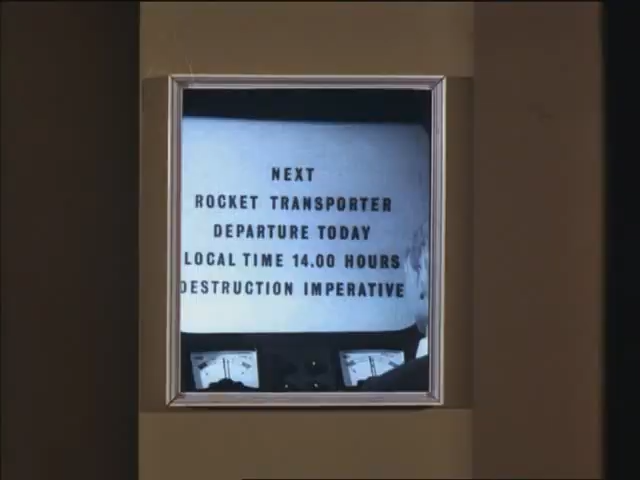 NEXT
ROCKET TRANSPORTER
DEPARTURE TODAY
LOCAL TIME 14.00 HOURS
DESTRUCTION IMPERATIVE